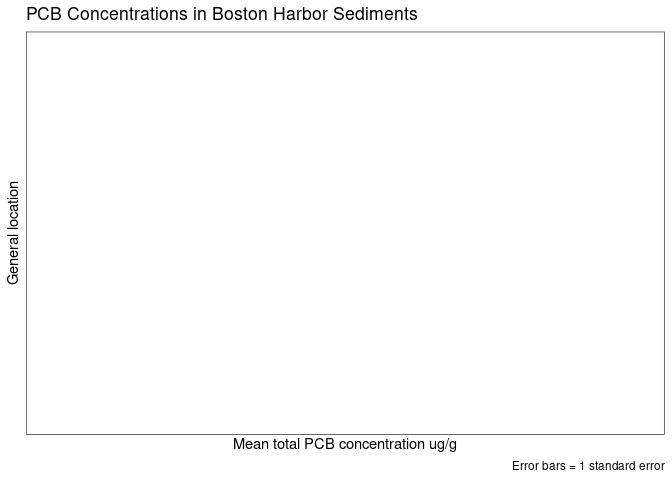 PCB Concentrations in Boston Harbor Sediments
General location
Mean total PCB concentration ug/g
Error bars = 1 standard error